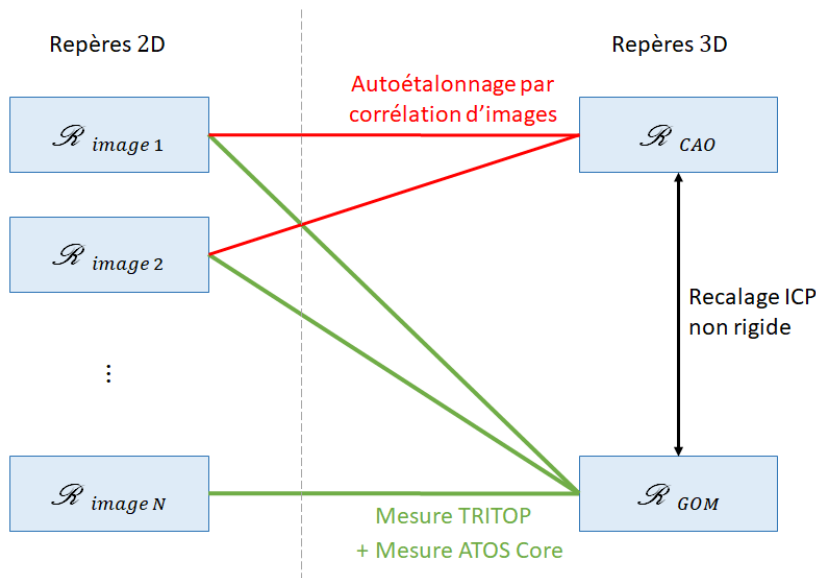 Repères 2D
Repères 3D
Autoétalonnage par
corrélation d'images
ℛ image 1
ℛ CAO
ℛ image 2
Recalage ICP
non rigide
⋮
ℛ image N
ℛ GOM
Mesure TRITOP
+ Mesure ATOS Core